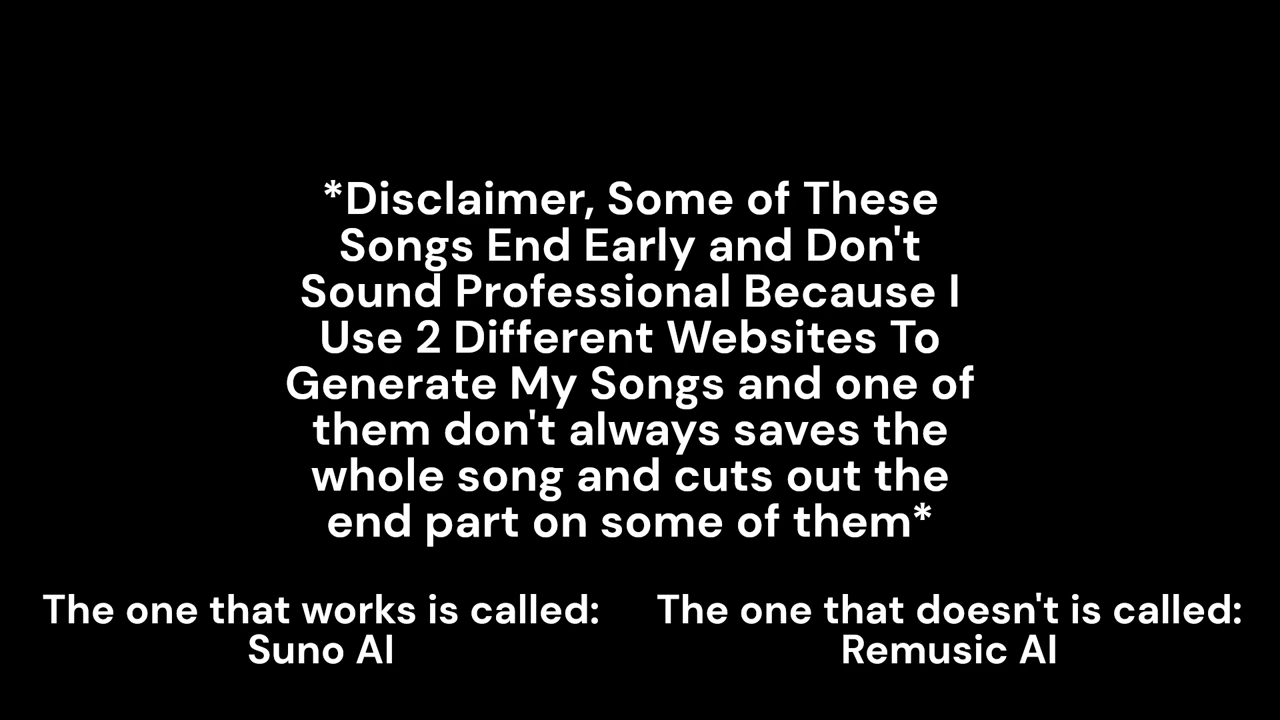 *Disclaimer, Some of These
Songs End Early and Don't
Sound Professional Because I
Use 2 Different Websites To
Generate My Songs and one of
them don't always saves the
whole song and cuts out the
end part on some of them*
The one that works is called:
Suno AI
The one that doesn't is called:
Remusic AI